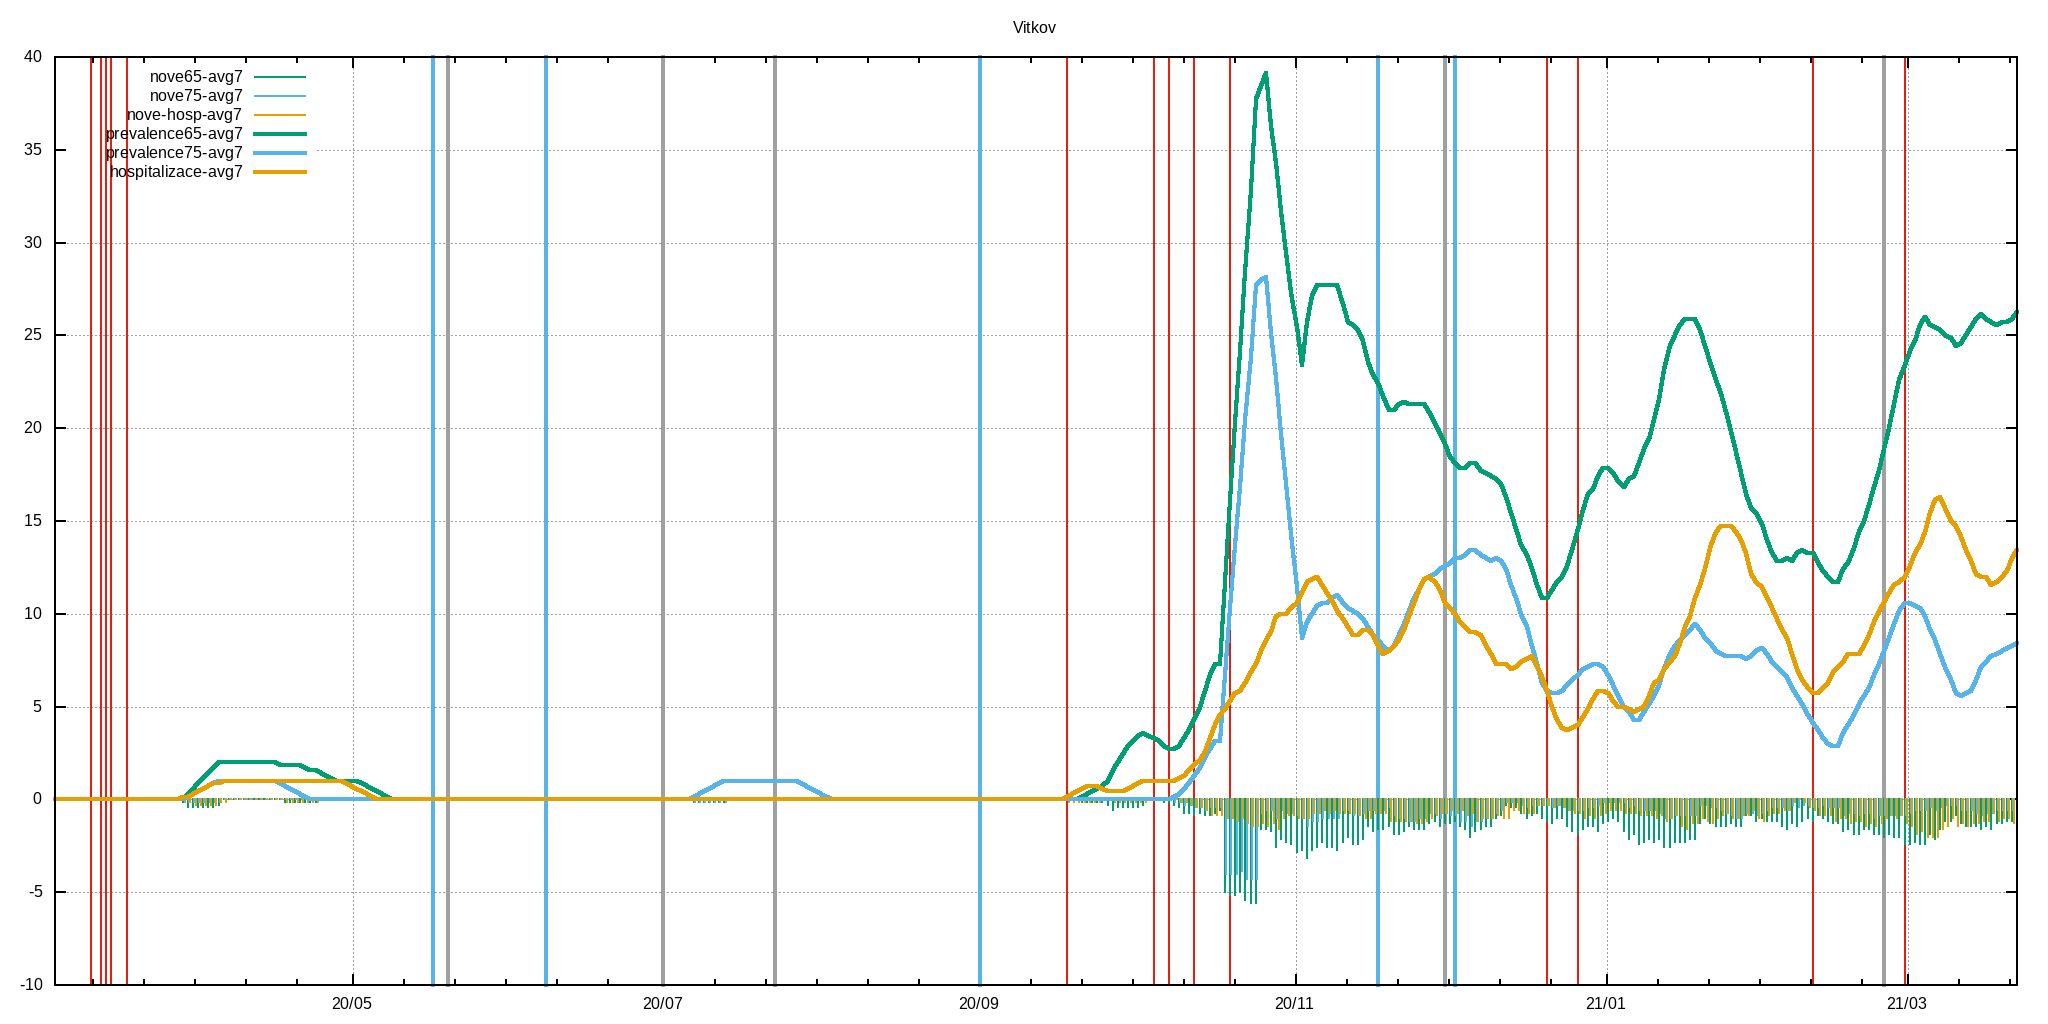 Vitkov
40
35
30
25
20
15
10
5
0
-5
-10
nove65-avg7
nove75-avg7
nove-hosp-avg7
prevalence65-avg7
prevalence75-avg7
hospitalizace-avg7
20/05 20/07 20/09 20/11 21/01 21/03